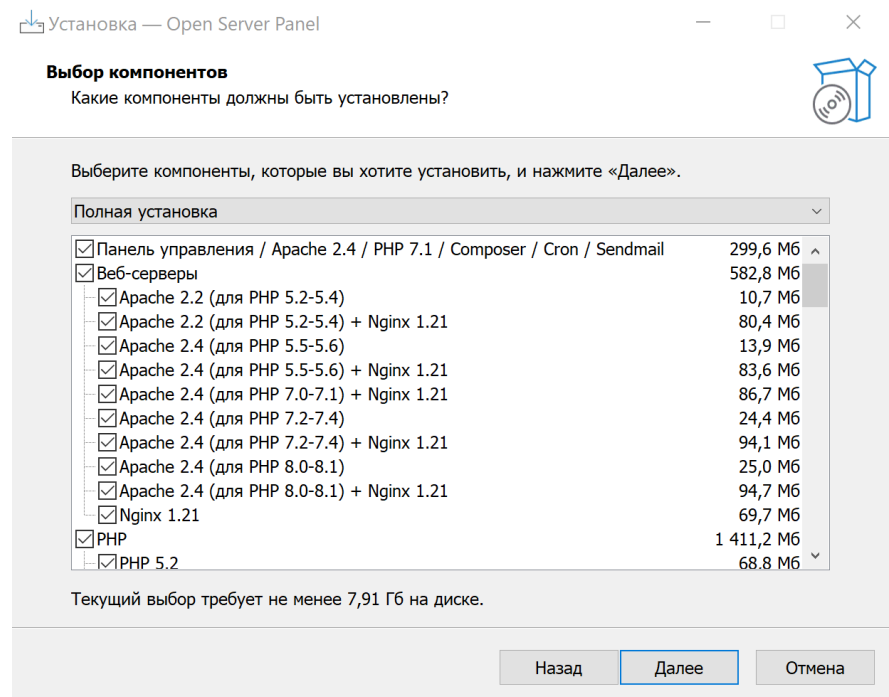 Установка — Open Server Panel
Выбор компонентов
Какие компоненты должны быть установлены?
Выберите компоненты, которые вы хотите установить, и нажмите «Далее».
Полная установка
Панель управления / Apache 2.4 / PHP 7.1 / Composer / Cron / Sendmail 299,6 Мб
Веб-серверы 582,8 Мб
Apache 2.2 (для PHP 5.2-5.4) 10,7 Мб
Apache 2.2 (для PHP 5.2-5.4) + Nginx 1.21 80,4 Мб
Apache 2.4 (для PHP 5.5-5.6) 13,9 Мб
Apache 2.4 (для PHP 5.5-5.6) + Nginx 1.21 83,6 Мб
Apache 2.4 (для PHP 7.0-7.1) + Nginx 1.21 86,7 Мб
Apache 2.4 (для PHP 7.2-7.4) 24,4 Мб
Apache 2.4 (для PHP 7.2-7.4) + Nginx 1.21 94,1 Мб
Apache 2.4 (для PHP 8.0-8.1) 25,0 Мб
Apache 2.4 (для PHP 8.0-8.1) + Nginx 1.21 94,7 Мб
Nginx 1.21 69,7 Мб
PHP 1 411,2 Мб
PHP 5.2 68,8 Мб
Текущий выбор требует не менее 7,91 Гб на диске.
Назад Далее Отмена